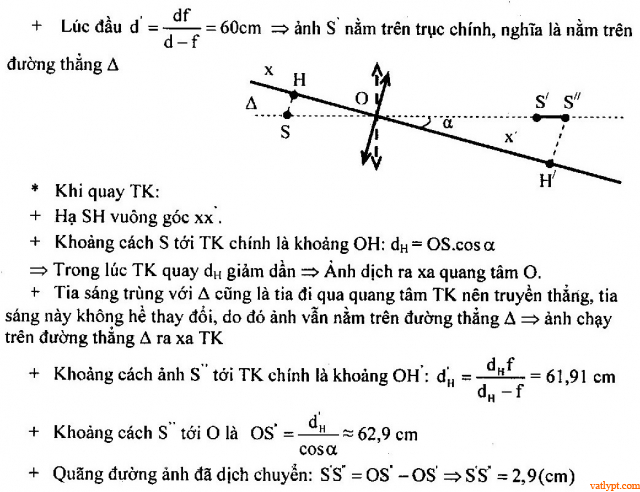 + Lúc đầu d' = df / d – f = 60cm ⇒ ảnh S' nằm trên trục chính, nghĩa là nằm trên
đường thẳng Δ
x H O S' S''
Δ S α x' H'
* Khi quay TK:
+ Hạ SH vuông góc xx'.
+ Khoảng cách S tới TK chính là khoảng OH: d_H = OS.cosα
⇒ Trong lúc TK quay d_H giảm dần ⇒ Ảnh dịch ra xa quang tâm O.
+ Tia sáng trùng với Δ cũng là tia đi qua quang tâm TK nên truyền thẳng, tia
sáng này không hề thay đổi, do đó ảnh vẫn nằm trên đường thẳng Δ ⇒ ảnh chạy
trên đường thẳng Δ ra xa TK
+ Khoảng cách ảnh S'' tới TK chính là khoảng OH': d'_H = d_H f / d_H – f = 61,91 cm
+ Khoảng cách S'' tới O là OS'' = d'_H / cosα ≈ 62,9 cm
+ Quãng đường ảnh đã dịch chuyển: S'S'' = OS'' – OS' ⇒ S'S'' = 2,9(cm)
vatlypt.com